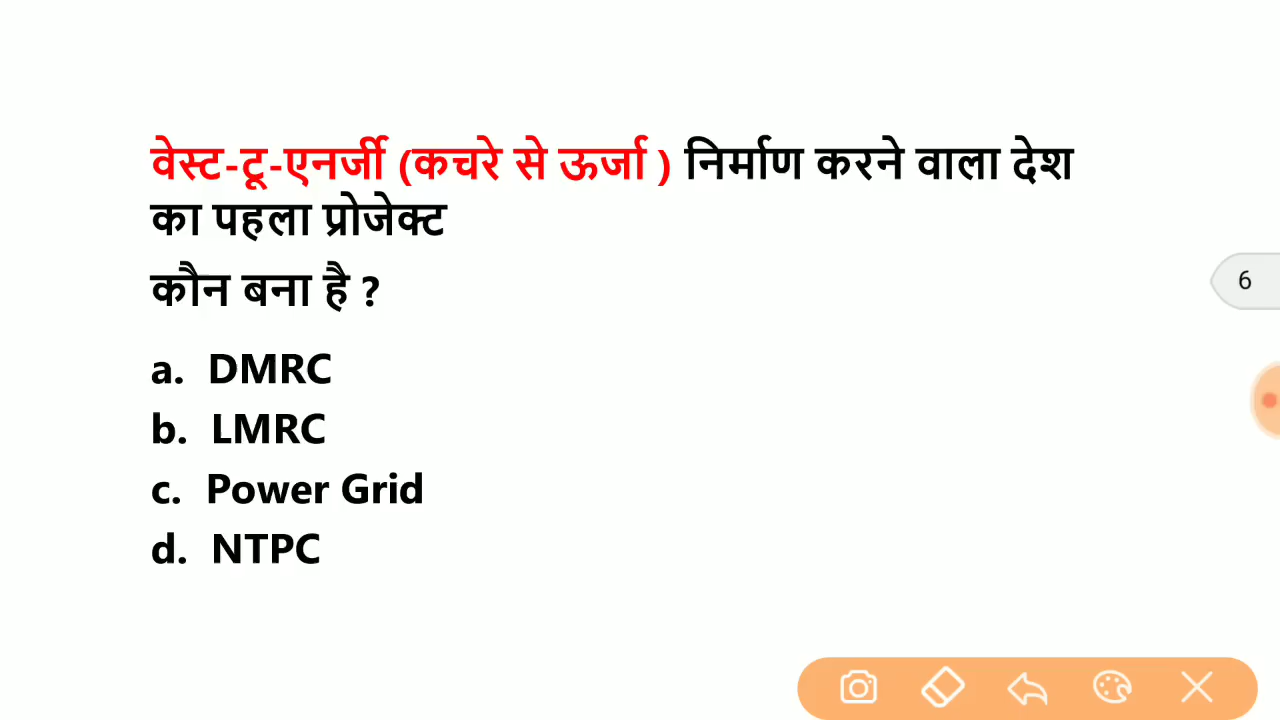 वेस्ट-टू-एनर्जी (कचरे से ऊर्जा ) निर्माण करने वाला देश
का पहला प्रोजेक्ट
कौन बना है ?
a. DMRC
b. LMRC
c. Power Grid
d. NTPC
6